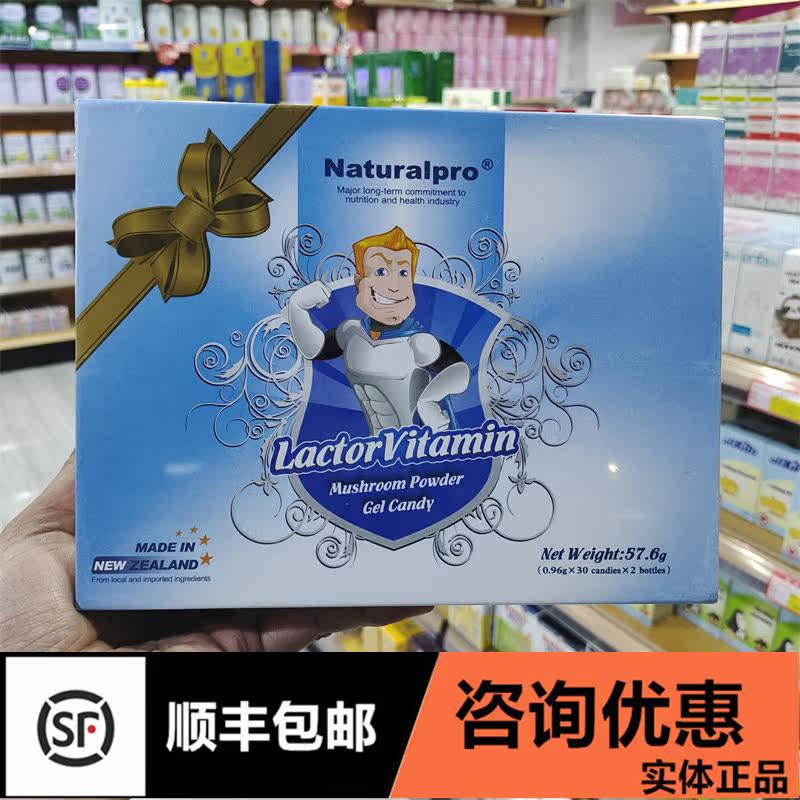 Naturalpro®
Major long-term commitment to
nutrition and health industry
LactorVitamin
Mushroom Powder
Gel Candy
MADE IN
NEW ZEALAND
From local and imported ingredients
Net Weight:57.6g
(0.96g×30 candies×2 bottles)
SF
顺丰包邮
咨询优惠
实体正品